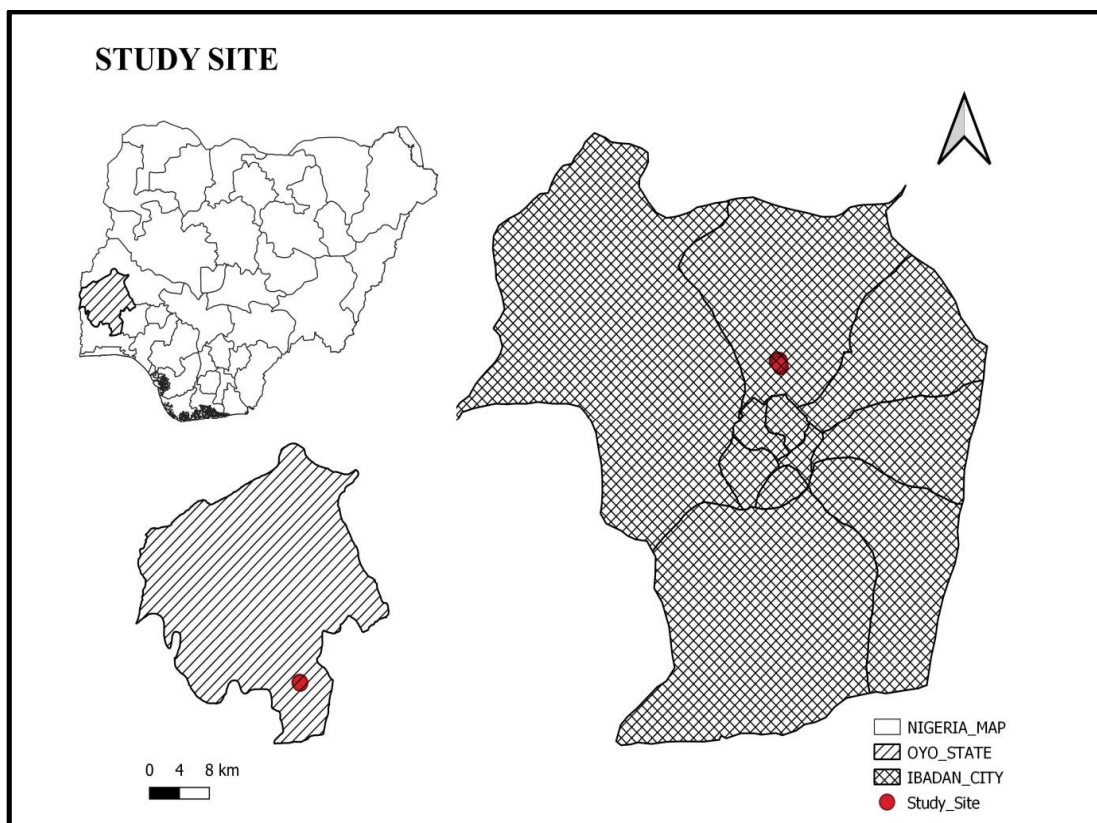 STUDY SITE
0 4 8 km
NIGERIA_MAP
OYO_STATE
IBADAN_CITY
Study_Site